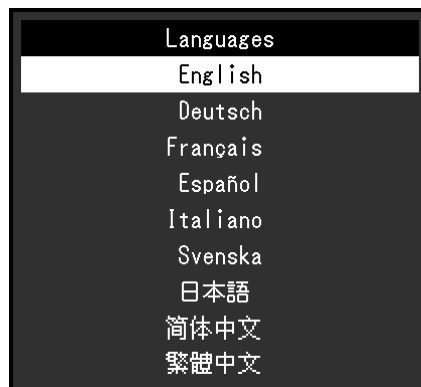 Languages
English
Deutsch
Français
Español
Italiano
Svenska
日本語
简体中文
繁體中文